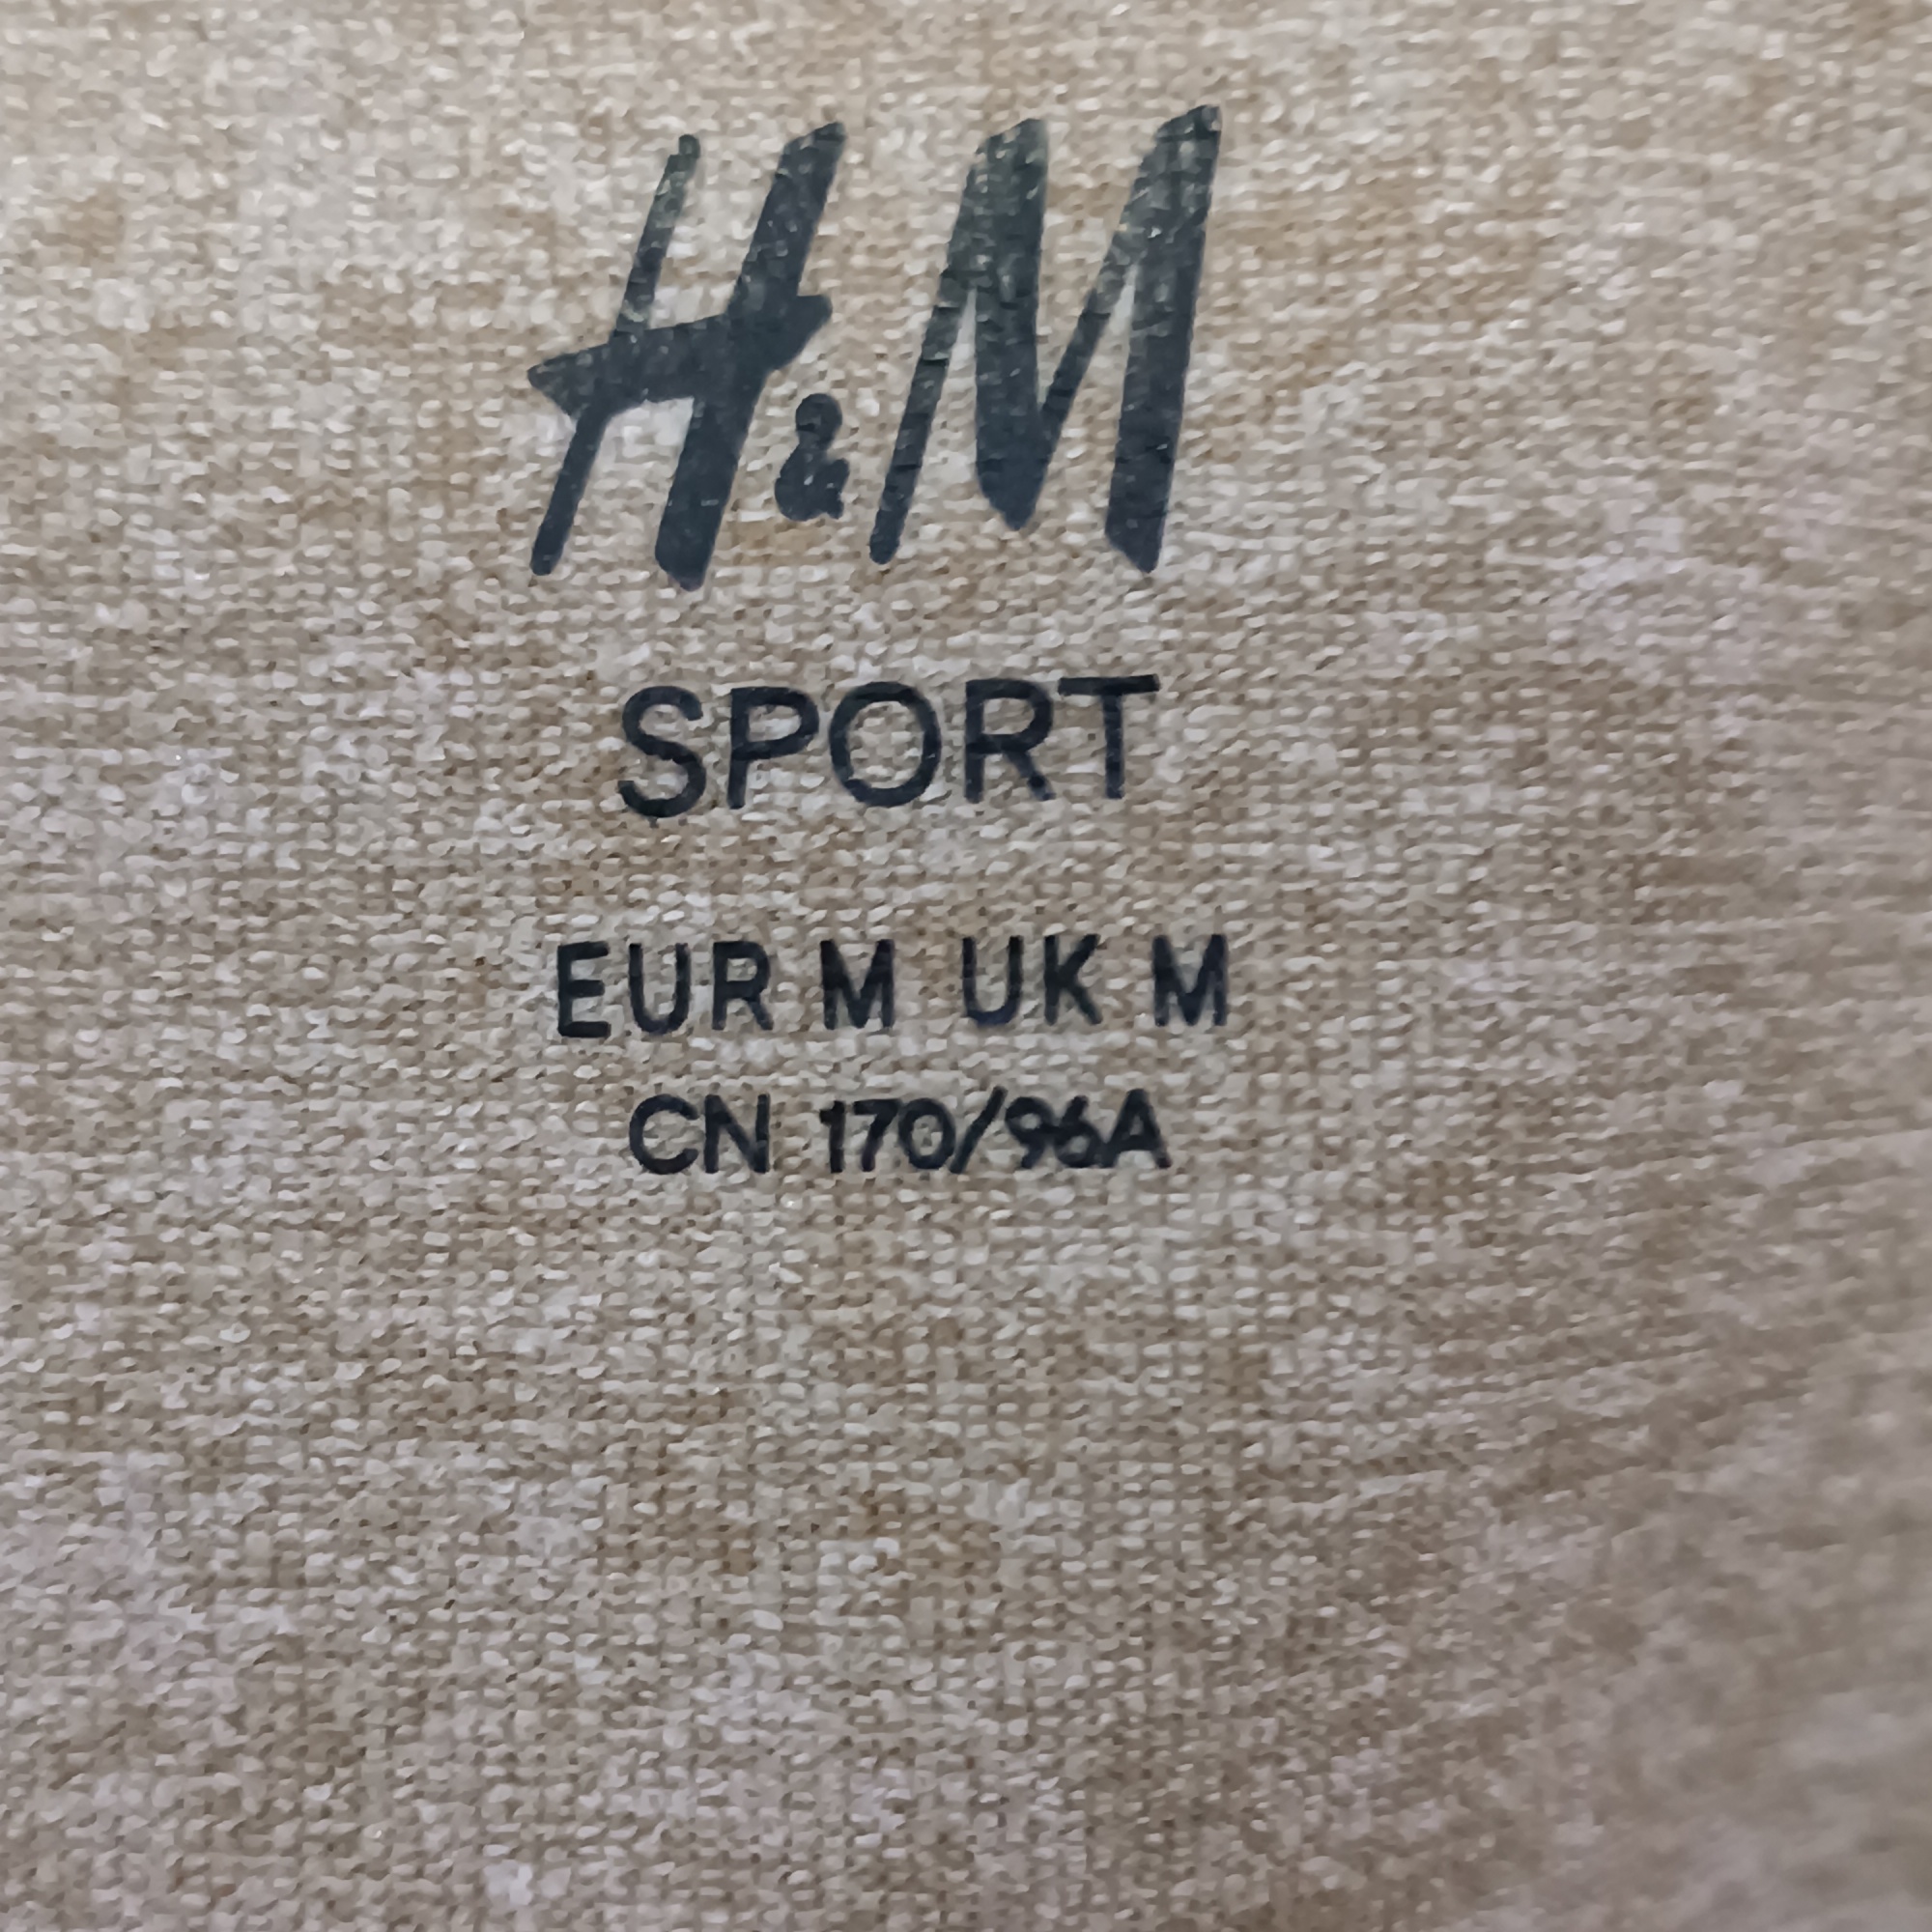 H&M
SPORT
EUR M UK M
CN 170/96A